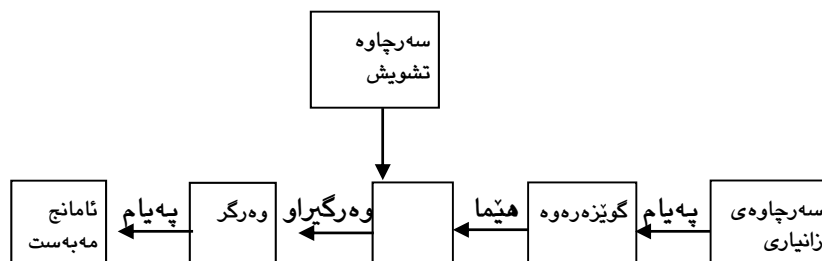 سەرچاوە
تشویش
سەرچاوەی
زانیاری
پەیام
گوێزەرەوە
هێما
وەرگیراو
وەرگر
پەیام
ئامانج
مەبەست